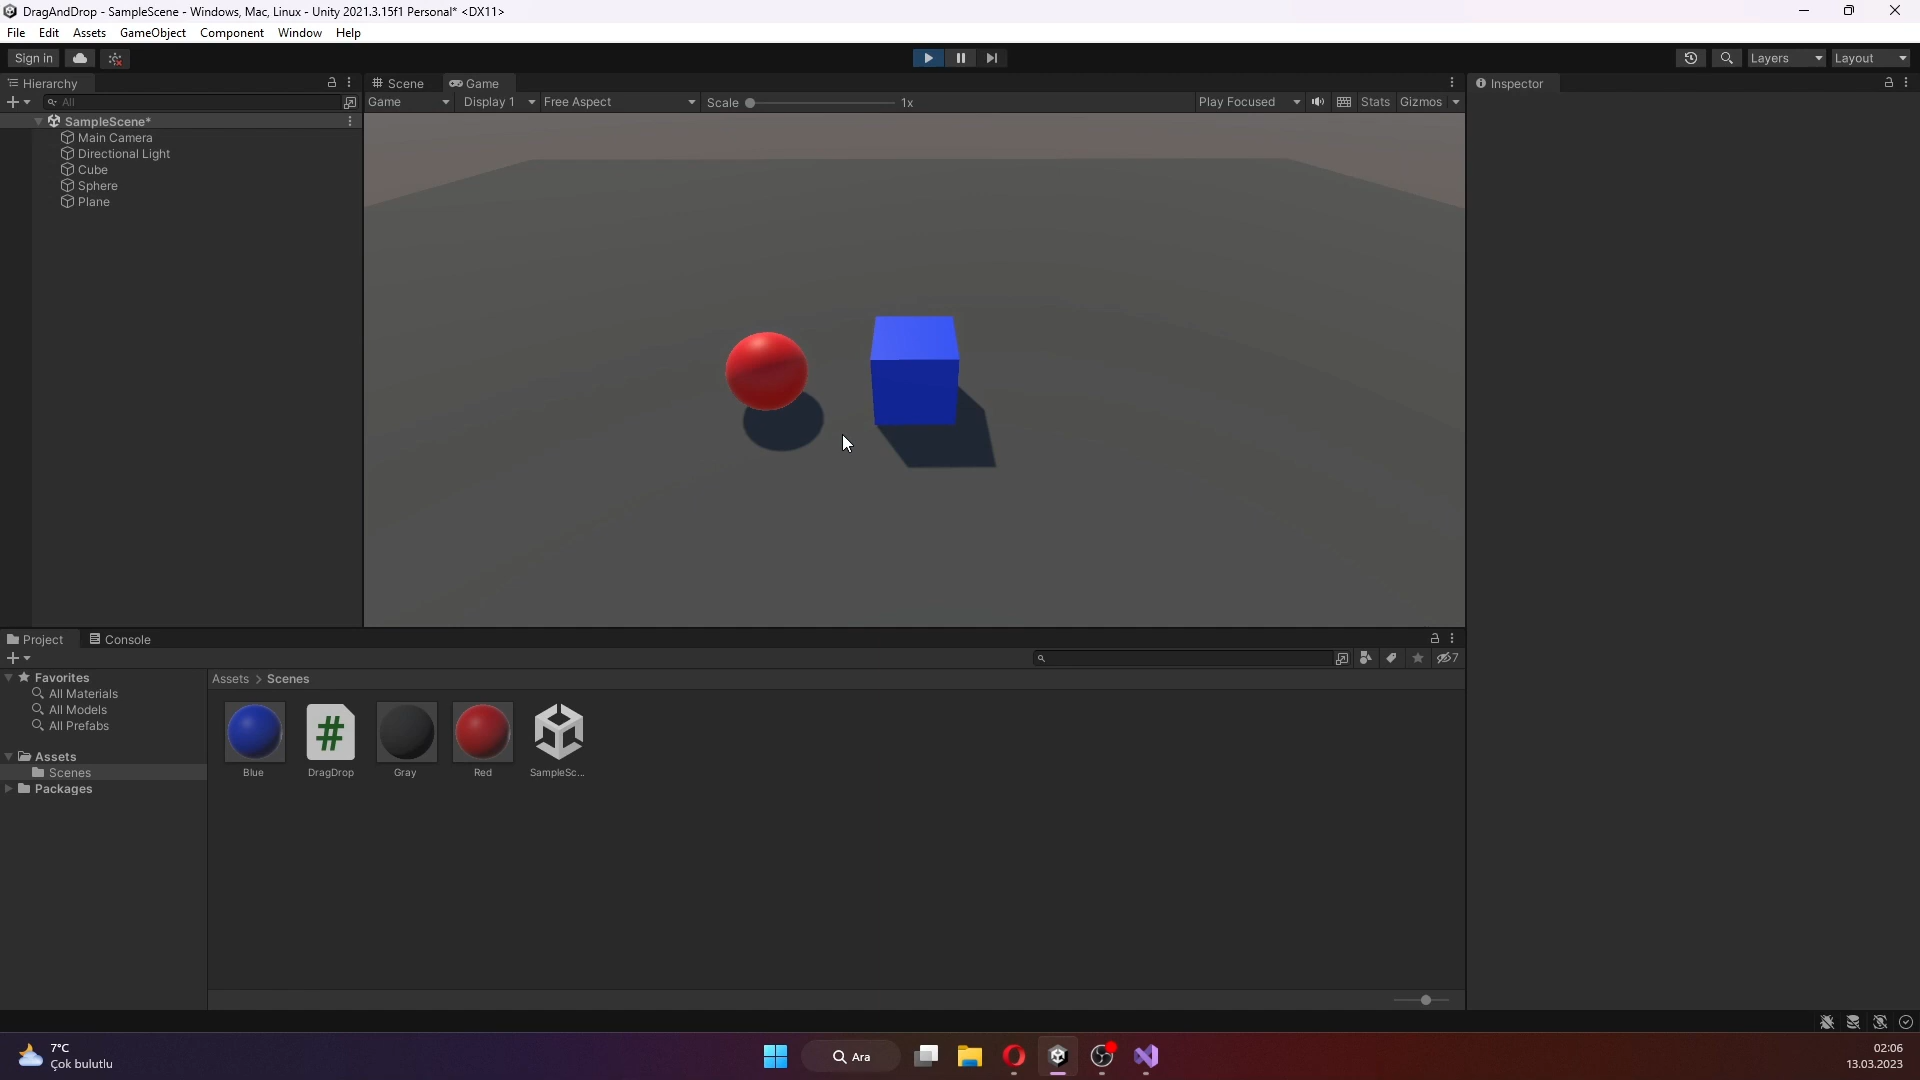 DragAndDrop - SampleScene - Windows, Mac, Linux - Unity 2021.3.15f1 Personal* <DX11>
File Edit Assets GameObject Component Window Help
Sign in
Layers
Layout
Hierarchy
All
SampleScene*
Main Camera
Directional Light
Cube
Sphere
Plane
Scene
Game
Game
Display 1
Free Aspect
Scale
1x
Play Focused
Stats
Gizmos
Inspector
Project
Console
7
Favorites
All Materials
All Models
All Prefabs
Assets
Scenes
Packages
Assets > Scenes
Blue
DragDrop
Gray
Red
SampleSc...
7°C
Çok bulutlu
Ara
02:06
13.03.2023